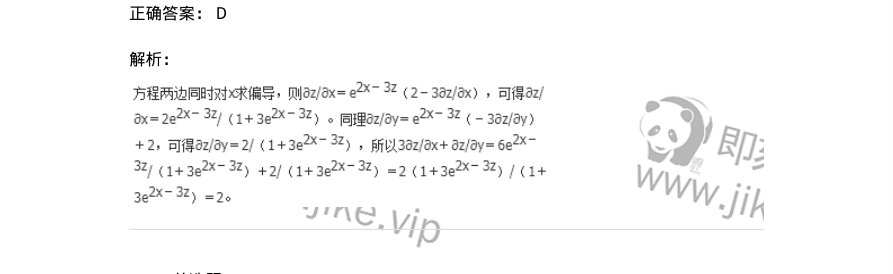 正确答案： D
解析：
方程两边同时对x求偏导，则∂z/∂x＝e2x－3z（2－3∂z/∂x），可得∂z/
∂x＝2e2x－3z/（1＋3e2x－3z）。同理∂z/∂y＝e2x－3z（－3∂z/∂y）
＋2，可得∂z/∂y＝2/（1＋3e2x－3z），所以3∂z/∂x＋∂z/∂y＝6e2x－
3z/（1＋3e2x－3z）＋2/（1＋3e2x－3z）＝2（1＋3e2x－3z）/（1＋
3e2x－3z）＝2。
即
www.jik
jike.vip